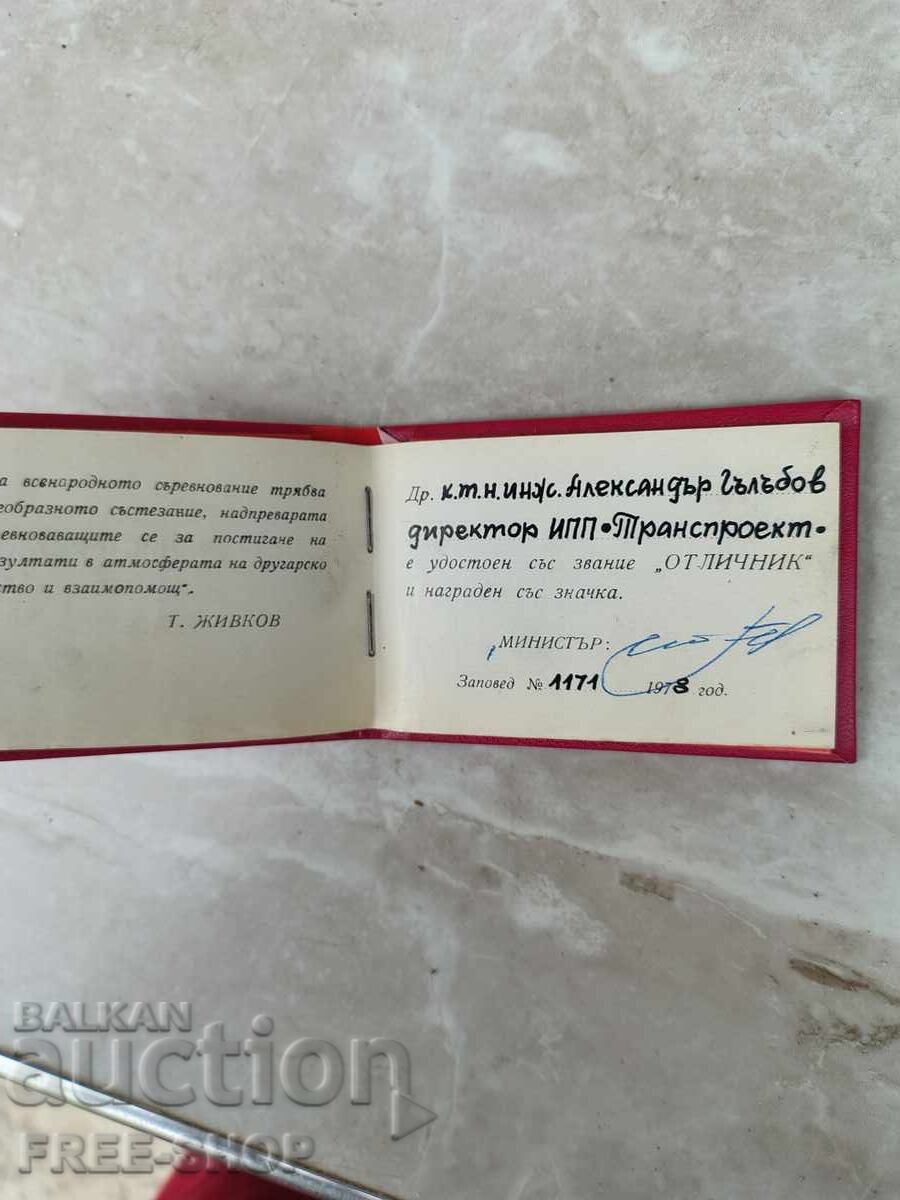 а всенародното съревнование трябва
еобразното състезание, надпреварата
евноваващите се за постигане на
зултати в атмосферата на другарско
ство и взаимопомощ".
Т. ЖИВКОВ
Др. к.т.н.инж. Александър Гълъбов
директор ИПП •Транспроект•
е удостоен със звание „ОТЛИЧНИК“
и награден със значка.
МИНИСТЪР:
Заповед № 1171 1978 год.
BALKAN
auction
FREE-SHOP